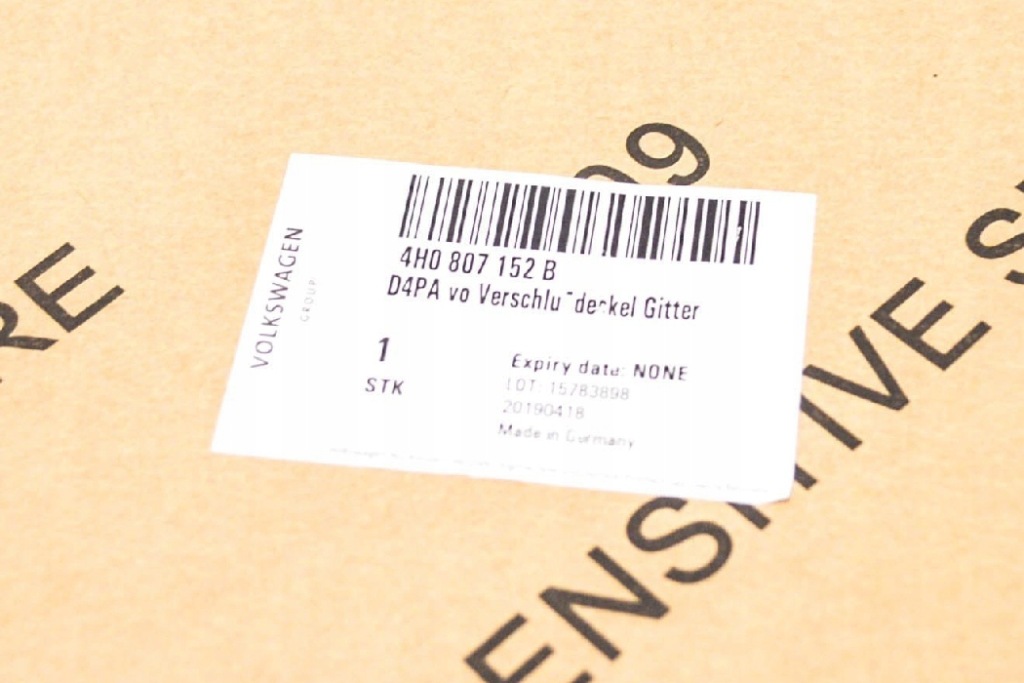 09
VOLKSWAGEN
GROUP
4H0 807 152 B
D4PA vo Verschlu¨deckel Gitter
1
STK
Expiry date: NONE
LOT: 15783898
20190418
Made in Germany
RE
ENSITIVE S